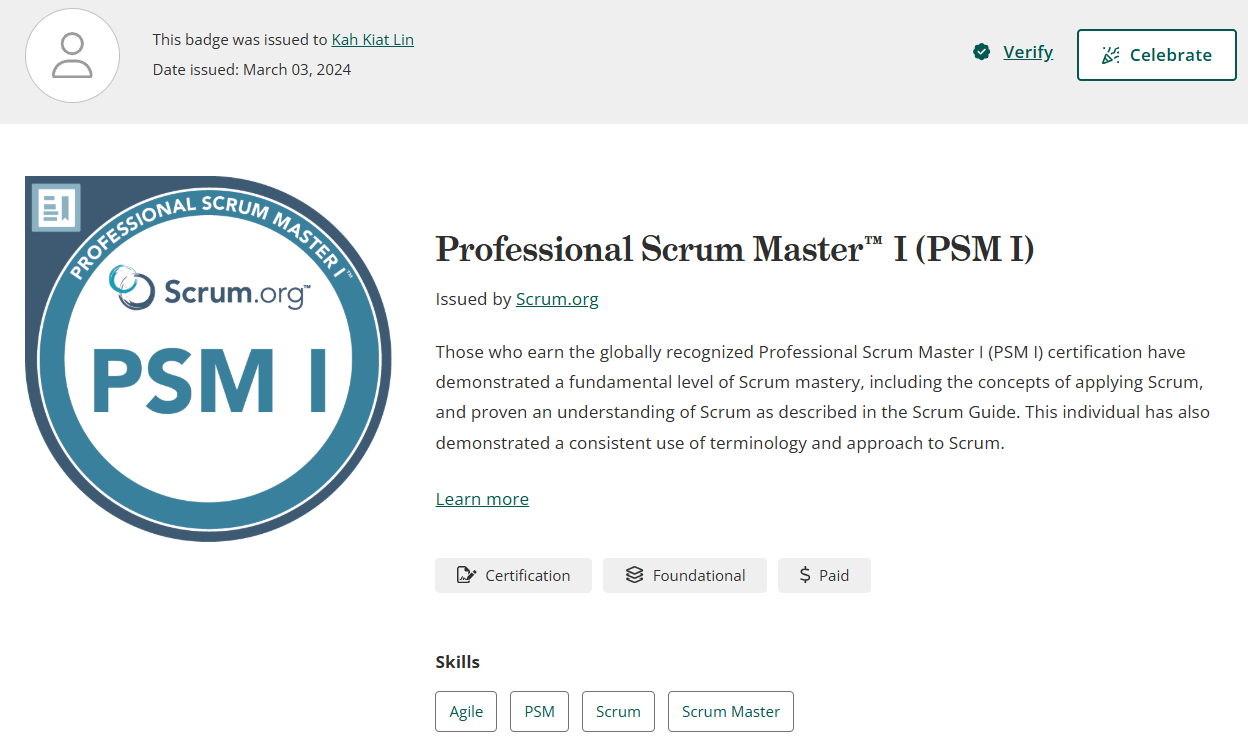 This badge was issued to Kah Kiat Lin
Date issued: March 03, 2024
Verify
Celebrate
PROFESSIONAL SCRUM MASTER I™
Scrum.org™
PSM I
Professional Scrum Master™ I (PSM I)
Issued by Scrum.org
Those who earn the globally recognized Professional Scrum Master I (PSM I) certification have
demonstrated a fundamental level of Scrum mastery, including the concepts of applying Scrum,
and proven an understanding of Scrum as described in the Scrum Guide. This individual has also
demonstrated a consistent use of terminology and approach to Scrum.
Learn more
Certification
Foundational
$ Paid
Skills
Agile
PSM
Scrum
Scrum Master